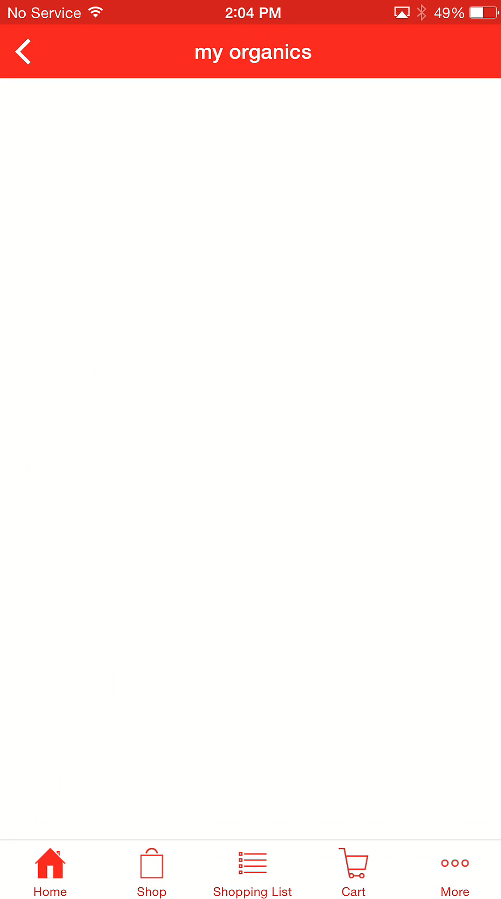 No Service 2:04 PM 49%
my organics
Home Shop Shopping List Cart More